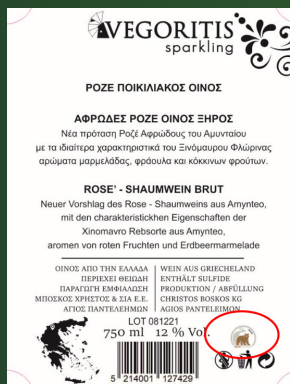 VEGORITIS
sparkling
ΡΟΖΕ ΠΟΙΚΙΛΙΑΚΟΣ ΟΙΝΟΣ
ΑΦΡΩΔΕΣ ΡΟΖΕ ΟΙΝΟΣ ΞΗΡΟΣ
Νέα πρόταση Ροζέ Αφρώδους του Αμυνταίου
με τα ιδιαίτερα χαρακτηριστικά του Ξινόμαυρου Φλώρινας
αρώματα μαρμελάδας, φράουλα και κόκκινων φρούτων.
ROSE' - SHAUMWEIN BRUT
Neuer Vorshlag des Rose - Shaumweins aus Amynteo,
mit den charakteristickhen Eigenschaften der
Xinomavro Rebsorte aus Amynteo,
aromen von roten Fruchten und Erdbeermarmelade
ΟΙΝΟΣ ΑΠΟ ΤΗΝ ΕΛΛΑΔΑ | WEIN AUS GRIECHELAND
ΠΕΡΙΕΧΕΙ ΘΕΙΩΔΗ | ENTHÄLT SULFIDE
ΠΑΡΑΓΩΓΗ ΕΜΦΙΑΛΩΣΗ | PRODUKTION / ABFÜLLUNG
ΜΠΟΣΚΟΣ ΧΡΗΣΤΟΣ & ΣΙΑ Ε.Ε. | CHRISTOS BOSKOS KG
ΑΓΙΟΣ ΠΑΝΤΕΛΕΗΜΩΝ | AGIOS PANTELEIMON
LOT 081221
750 ml 12 % Vol.
5 214001 127429